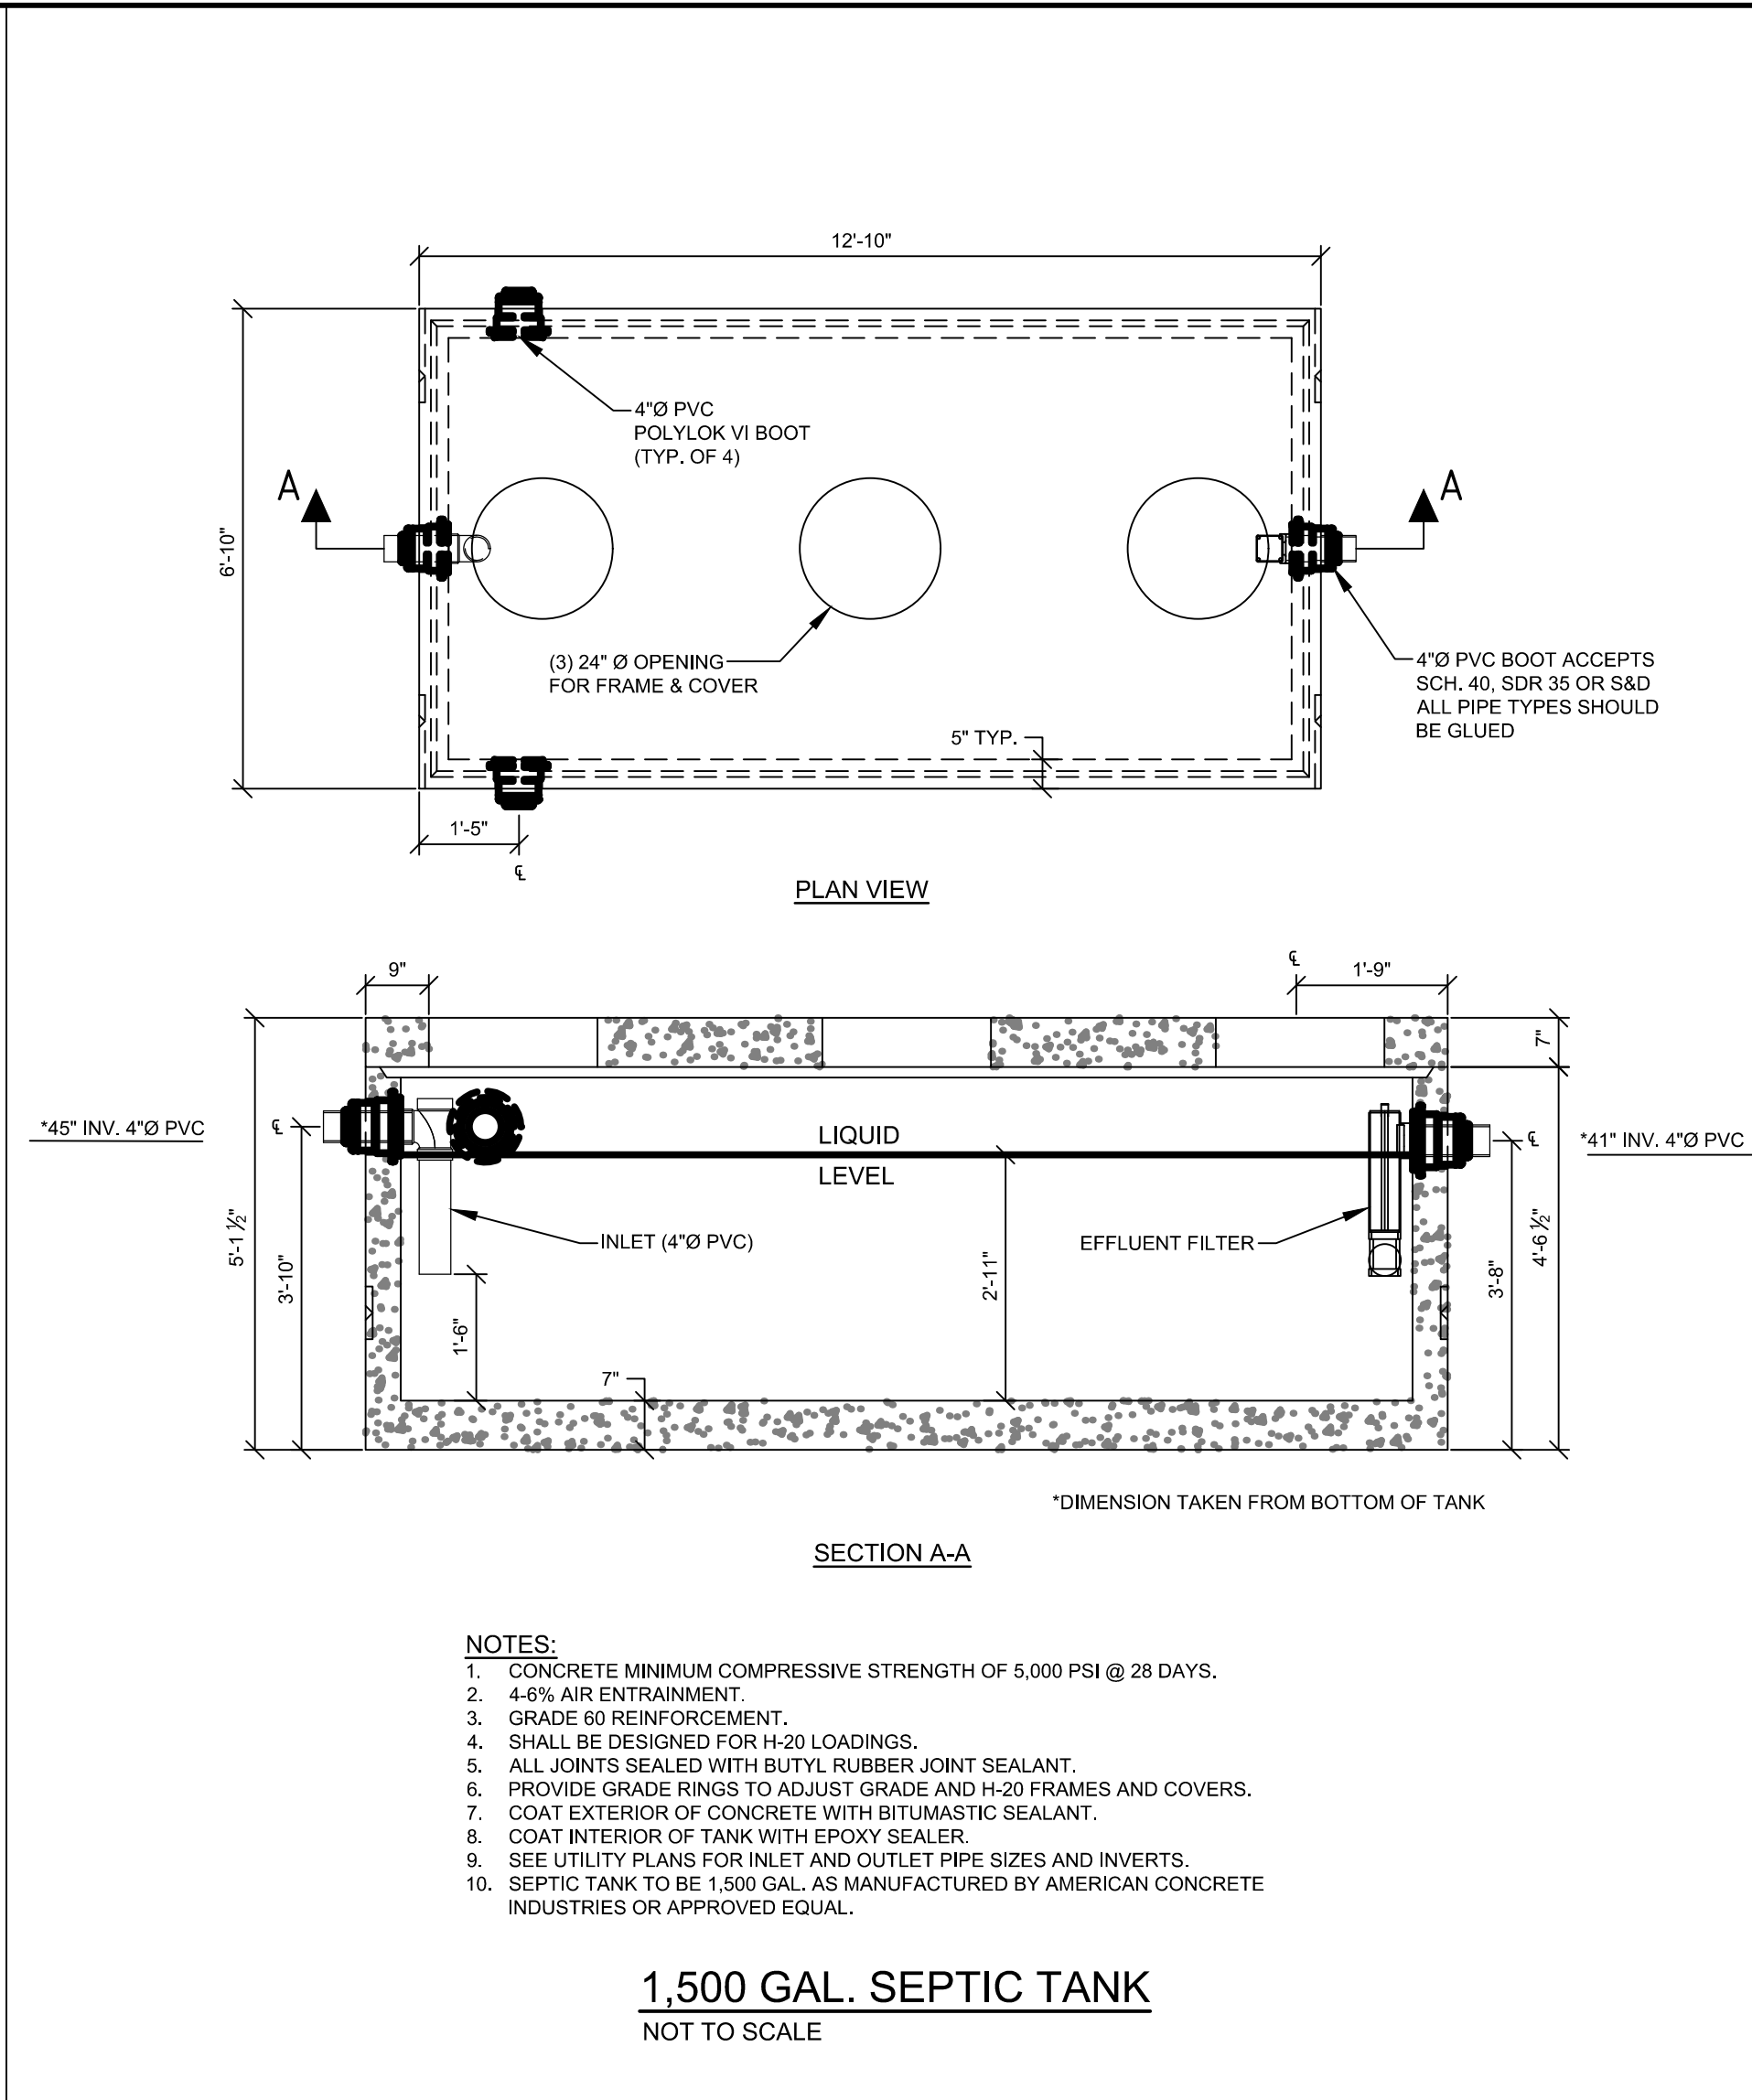 12'-10"
6'-10"
4"Ø PVC
POLYLOK VI BOOT
(TYP. OF 4)
A
A
(3) 24" Ø OPENING
FOR FRAME & COVER
4"Ø PVC BOOT ACCEPTS
SCH. 40, SDR 35 OR S&D
ALL PIPE TYPES SHOULD
BE GLUED
5" TYP.
1'-5"
℄
PLAN VIEW
9"
℄
1'-9"
7"
*45" INV. 4"Ø PVC
℄
LIQUID
LEVEL
℄
*41" INV. 4"Ø PVC
5'-1 ½"
3'-10"
INLET (4"Ø PVC)
EFFLUENT FILTER
1'-6"
2'-11"
3'-8"
4'-6 ½"
7"
*DIMENSION TAKEN FROM BOTTOM OF TANK
SECTION A-A
NOTES:
1. CONCRETE MINIMUM COMPRESSIVE STRENGTH OF 5,000 PSI @ 28 DAYS.
2. 4-6% AIR ENTRAINMENT.
3. GRADE 60 REINFORCEMENT.
4. SHALL BE DESIGNED FOR H-20 LOADINGS.
5. ALL JOINTS SEALED WITH BUTYL RUBBER JOINT SEALANT.
6. PROVIDE GRADE RINGS TO ADJUST GRADE AND H-20 FRAMES AND COVERS.
7. COAT EXTERIOR OF CONCRETE WITH BITUMASTIC SEALANT.
8. COAT INTERIOR OF TANK WITH EPOXY SEALER.
9. SEE UTILITY PLANS FOR INLET AND OUTLET PIPE SIZES AND INVERTS.
10. SEPTIC TANK TO BE 1,500 GAL. AS MANUFACTURED BY AMERICAN CONCRETE
INDUSTRIES OR APPROVED EQUAL.
1,500 GAL. SEPTIC TANK
NOT TO SCALE